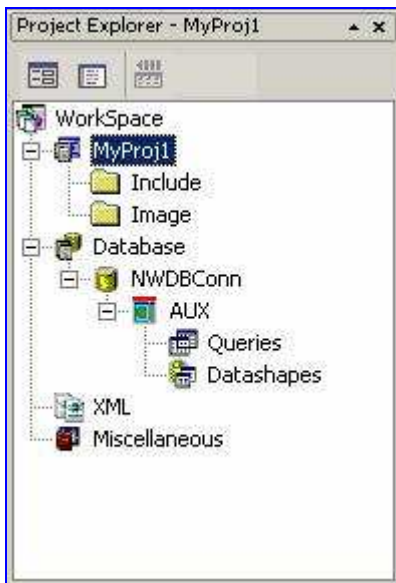 Project Explorer - MyProj1
WorkSpace
MyProj1
Include
Image
Database
NWDBConn
AUX
Queries
Datashapes
XML
Miscellaneous